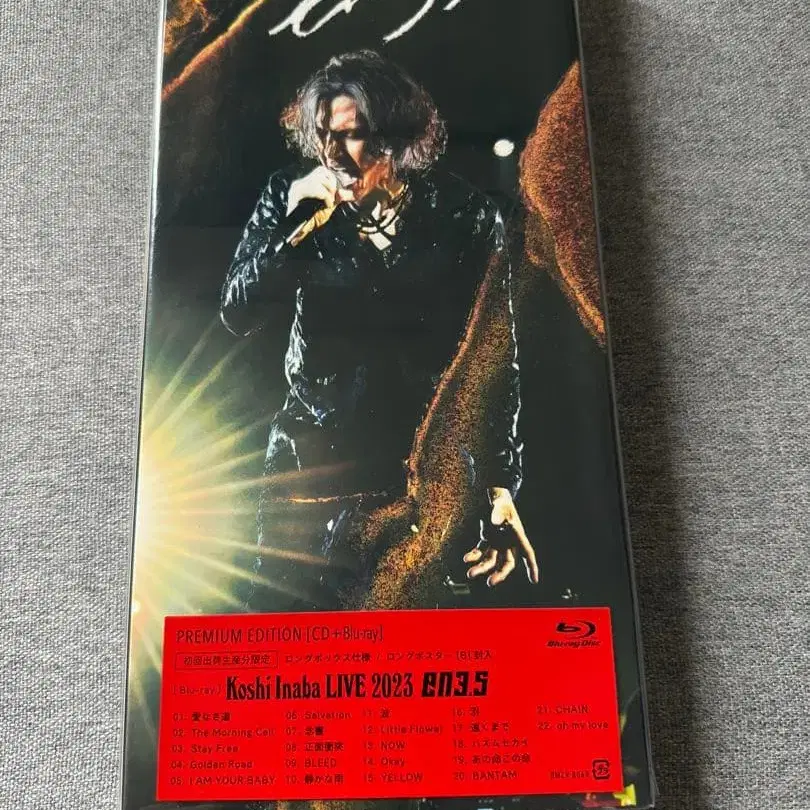 PREMIUM EDITION [CD+Blu-ray]
Blu-ray Disc
初回出荷生産分限定 ロングボックス仕様 / ロングポスター [B] 封入
[Blu-ray] Koshi Inaba LIVE 2023 en3.5
01. 愛なき道
02. The Morning Call
03. Stay Free
04. Golden Road
05. I'AM YOUR BABY
06. Salvation
07. 念書
08. 正面衝突
09. BLEED
10. 静かな雨
11. 波
12. Little Flower
13. NOW
14. Okay
15. YELLOW
16. 羽
17. 遠くまで
18. ハズムセカイ
19. あの命この命
20. BANTAM
21. CHAIN
22. oh my love